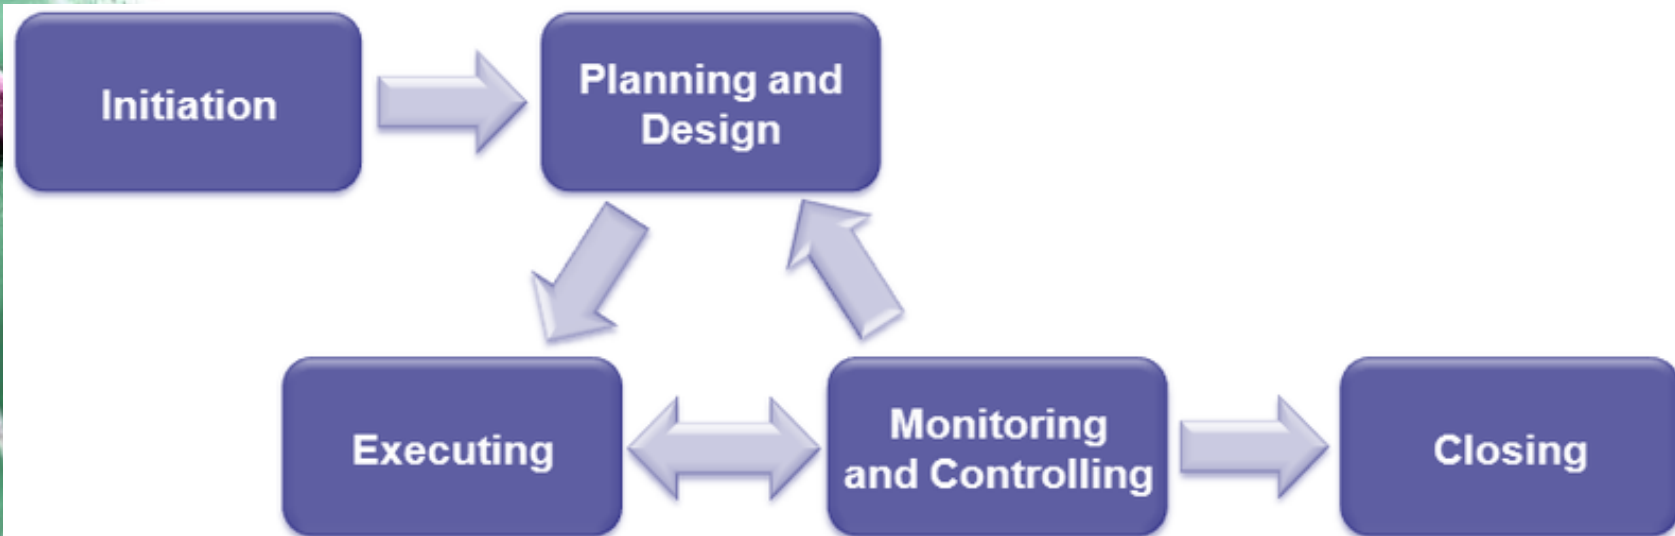 Initiation
Planning and
Design
Executing
Monitoring
and Controlling
Closing